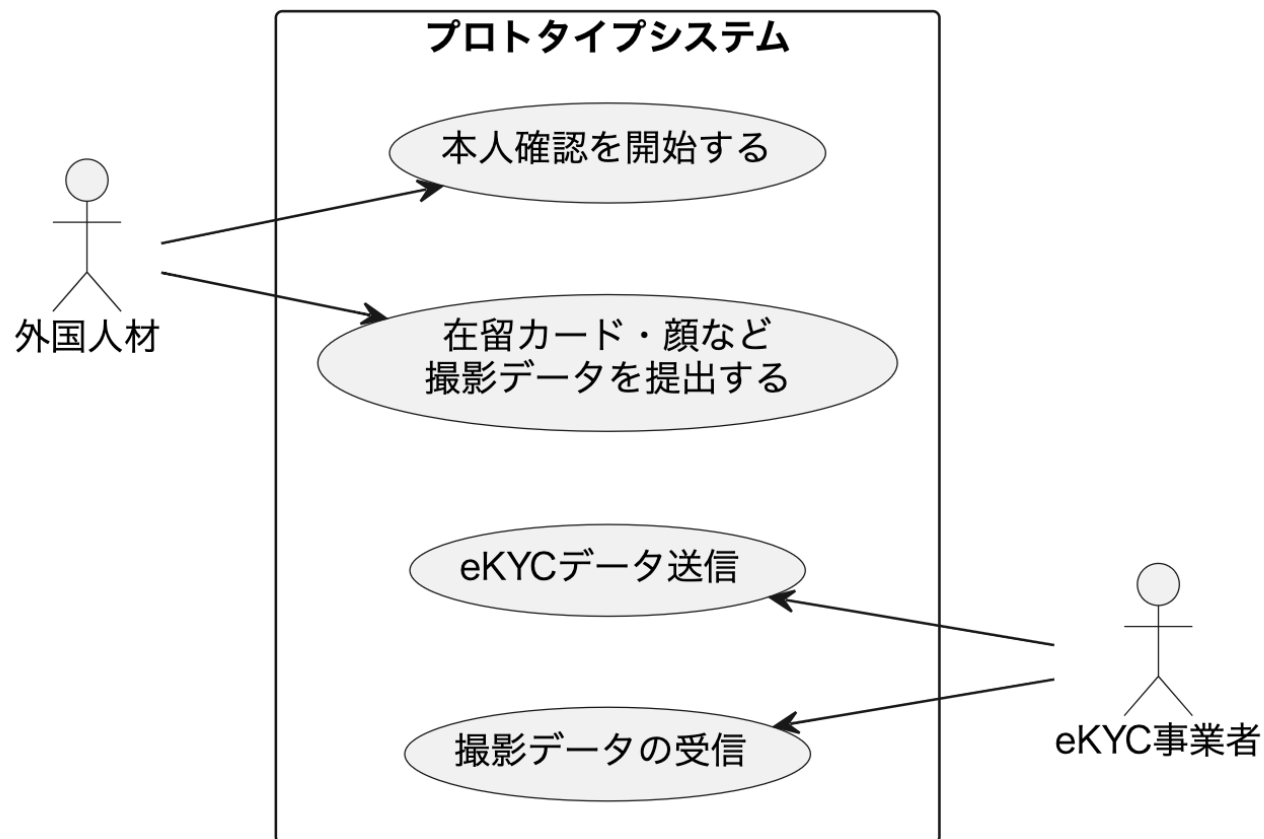 プロトタイプシステム
本人確認を開始する
外国人材
在留カード・顔など
撮影データを提出する
eKYCデータ送信
撮影データの受信
eKYC事業者